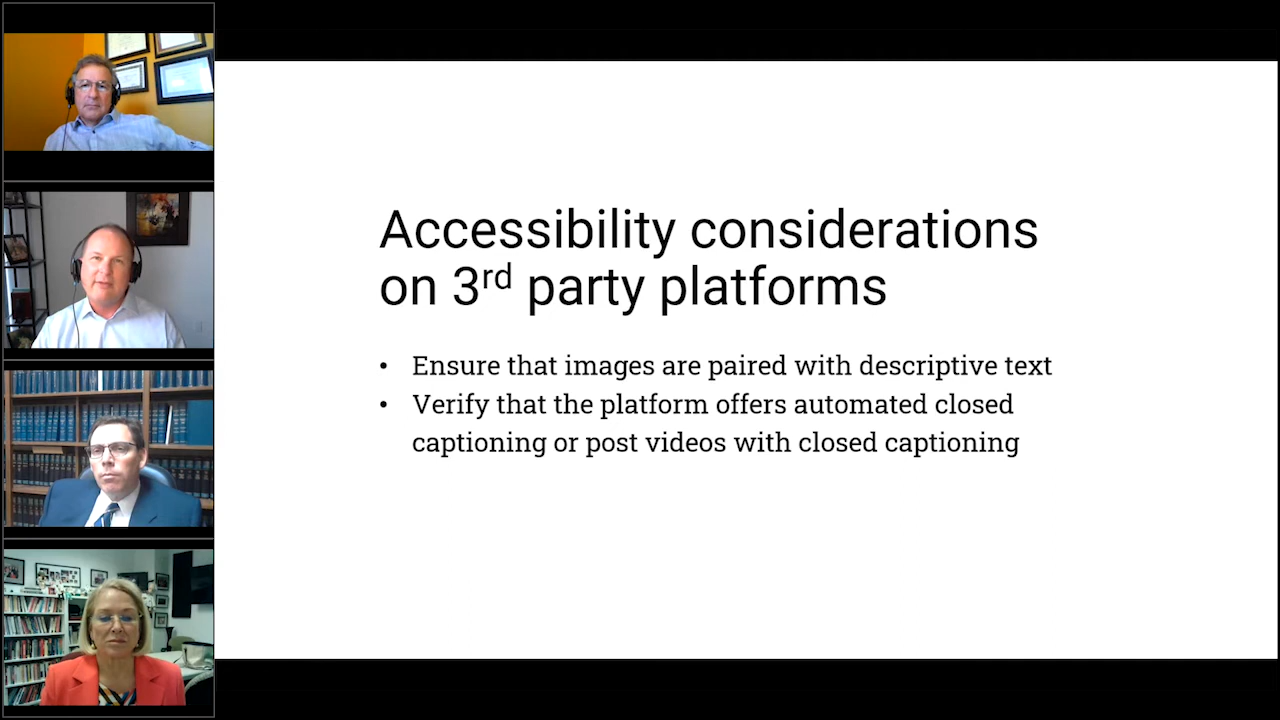 Accessibility considerations
on 3rd party platforms
• Ensure that images are paired with descriptive text
• Verify that the platform offers automated closed
captioning or post videos with closed captioning